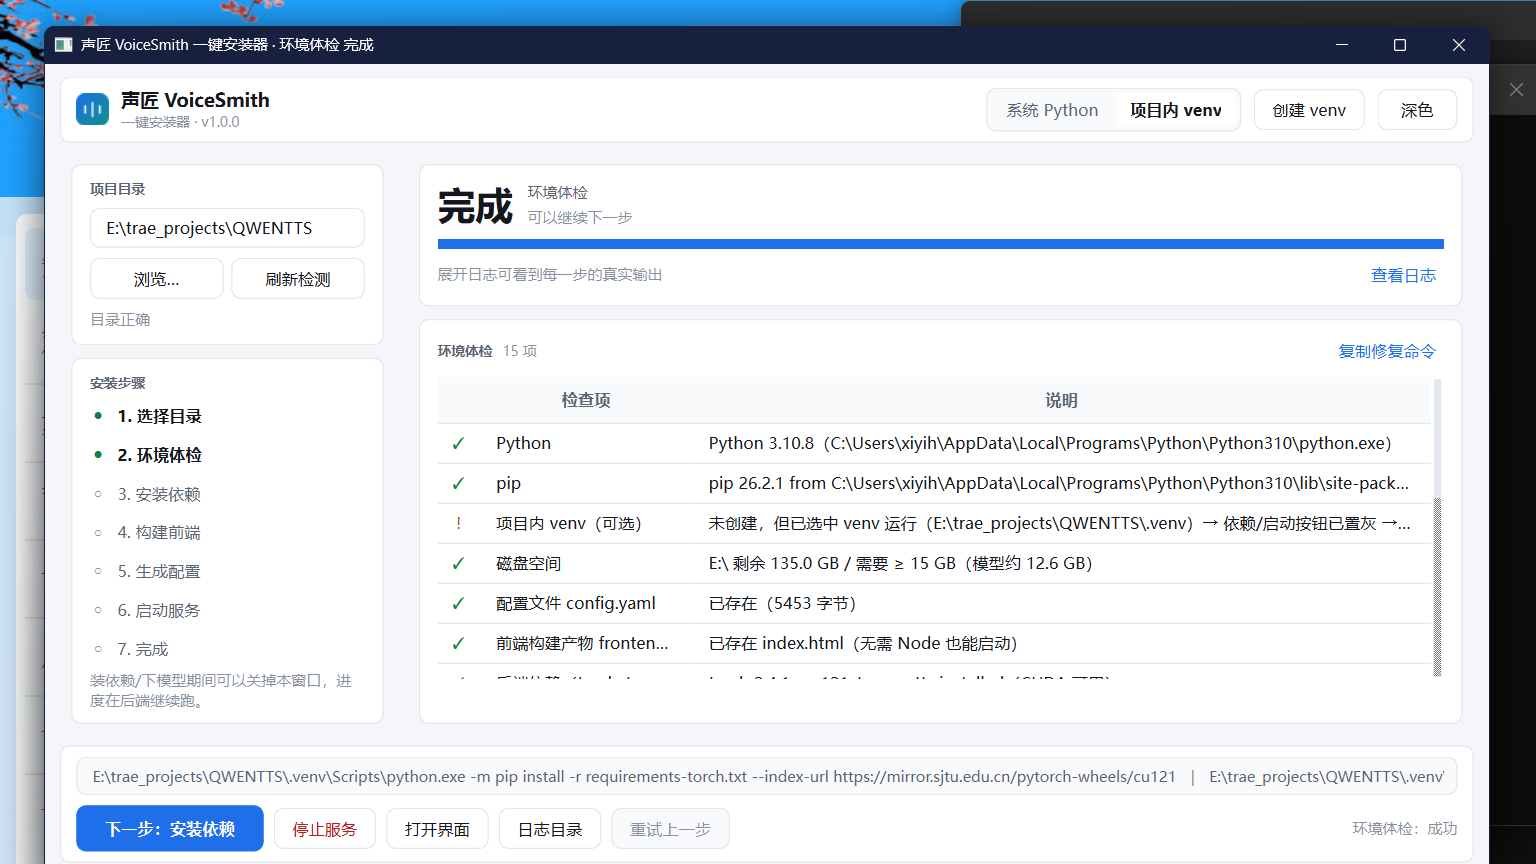 声匠 VoiceSmith 一键安装器 · 环境体检 完成
声匠 VoiceSmith
一键安装器 · v1.0.0
系统 Python
项目内 venv
创建 venv
深色
项目目录
E:\trae_projects\QWENTTS
浏览...
刷新检测
目录正确
安装步骤
1. 选择目录
2. 环境体检
3. 安装依赖
4. 构建前端
5. 生成配置
6. 启动服务
7. 完成
装依赖/下模型期间可以关掉本窗口，进
度在后端继续跑。
完成
环境体检
可以继续下一步
展开日志可看到每一步的真实输出
查看日志
环境体检 15 项
复制修复命令
检查项 说明
✓ Python Python 3.10.8（C:\Users\xiyih\AppData\Local\Programs\Python\Python310\python.exe）
✓ pip pip 26.2.1 from C:\Users\xiyih\AppData\Local\Programs\Python\Python310\lib\site-pack...
! 项目内 venv（可选） 未创建，但已选中 venv 运行（E:\trae_projects\QWENTTS\.venv）→ 依赖/启动按钮已置灰 →...
✓ 磁盘空间 E:\ 剩余 135.0 GB / 需要 ≥ 15 GB（模型约 12.6 GB）
✓ 配置文件 config.yaml 已存在（5453 字节）
✓ 前端构建产物 fronten... 已存在 index.html（无需 Node 也能启动）
E:\trae_projects\QWENTTS\.venv\Scripts\python.exe -m pip install -r requirements-torch.txt --index-url https://mirror.sjtu.edu.cn/pytorch-wheels/cu121 | E:\trae_projects\QWENTTS\.venv
下一步：安装依赖
停止服务
打开界面
日志目录
重试上一步
环境体检：成功